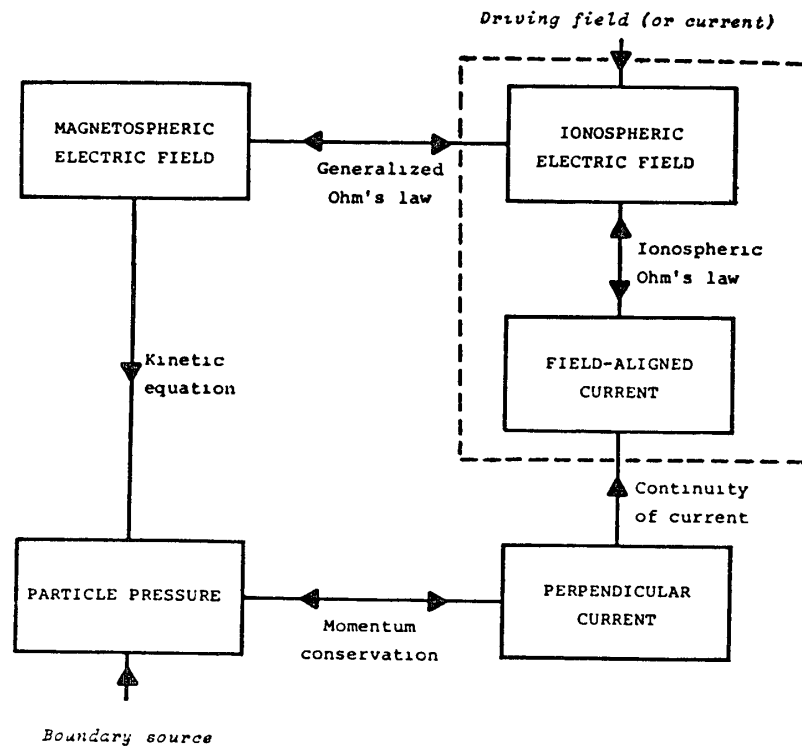 Driving field (or current)
MAGNETOSPHERIC
ELECTRIC FIELD
IONOSPHERIC
ELECTRIC FIELD
Generalized
Ohm's law
Ionospheric
Ohm's law
Kinetic
equation
FIELD-ALIGNED
CURRENT
Continuity
of current
PARTICLE PRESSURE
PERPENDICULAR
CURRENT
Momentum
conservation
Boundary source